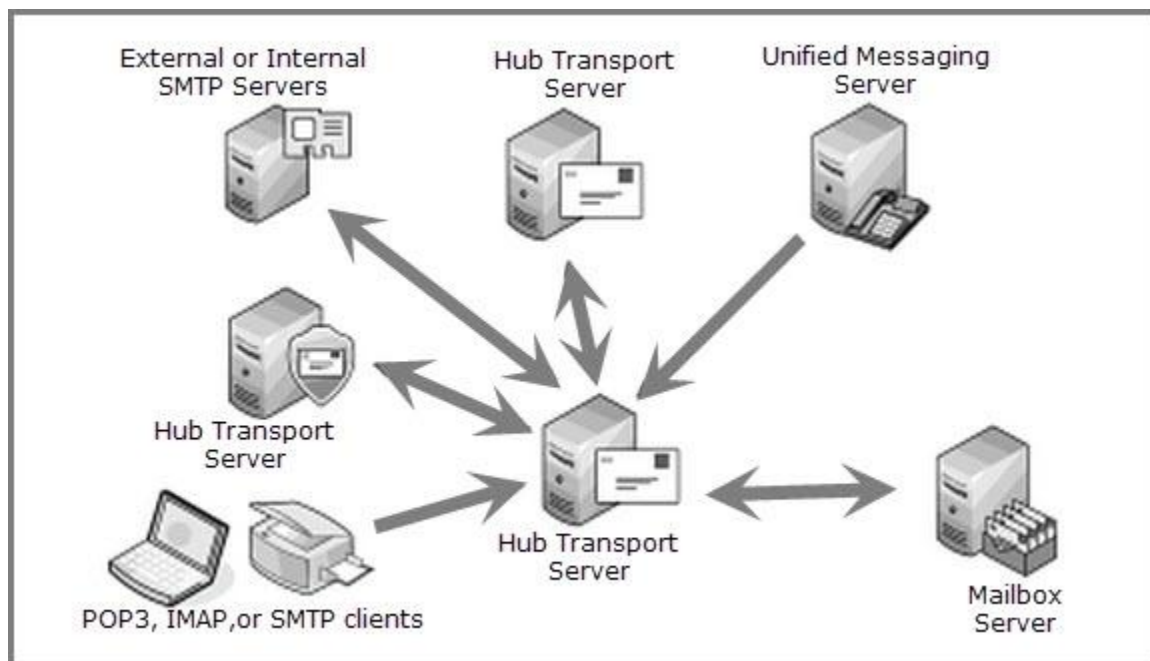 External or Internal
SMTP Servers
Hub Transport
Server
Unified Messaging
Server
Hub Transport
Server
POP3, IMAP,or SMTP clients
Hub Transport
Server
Mailbox
Server